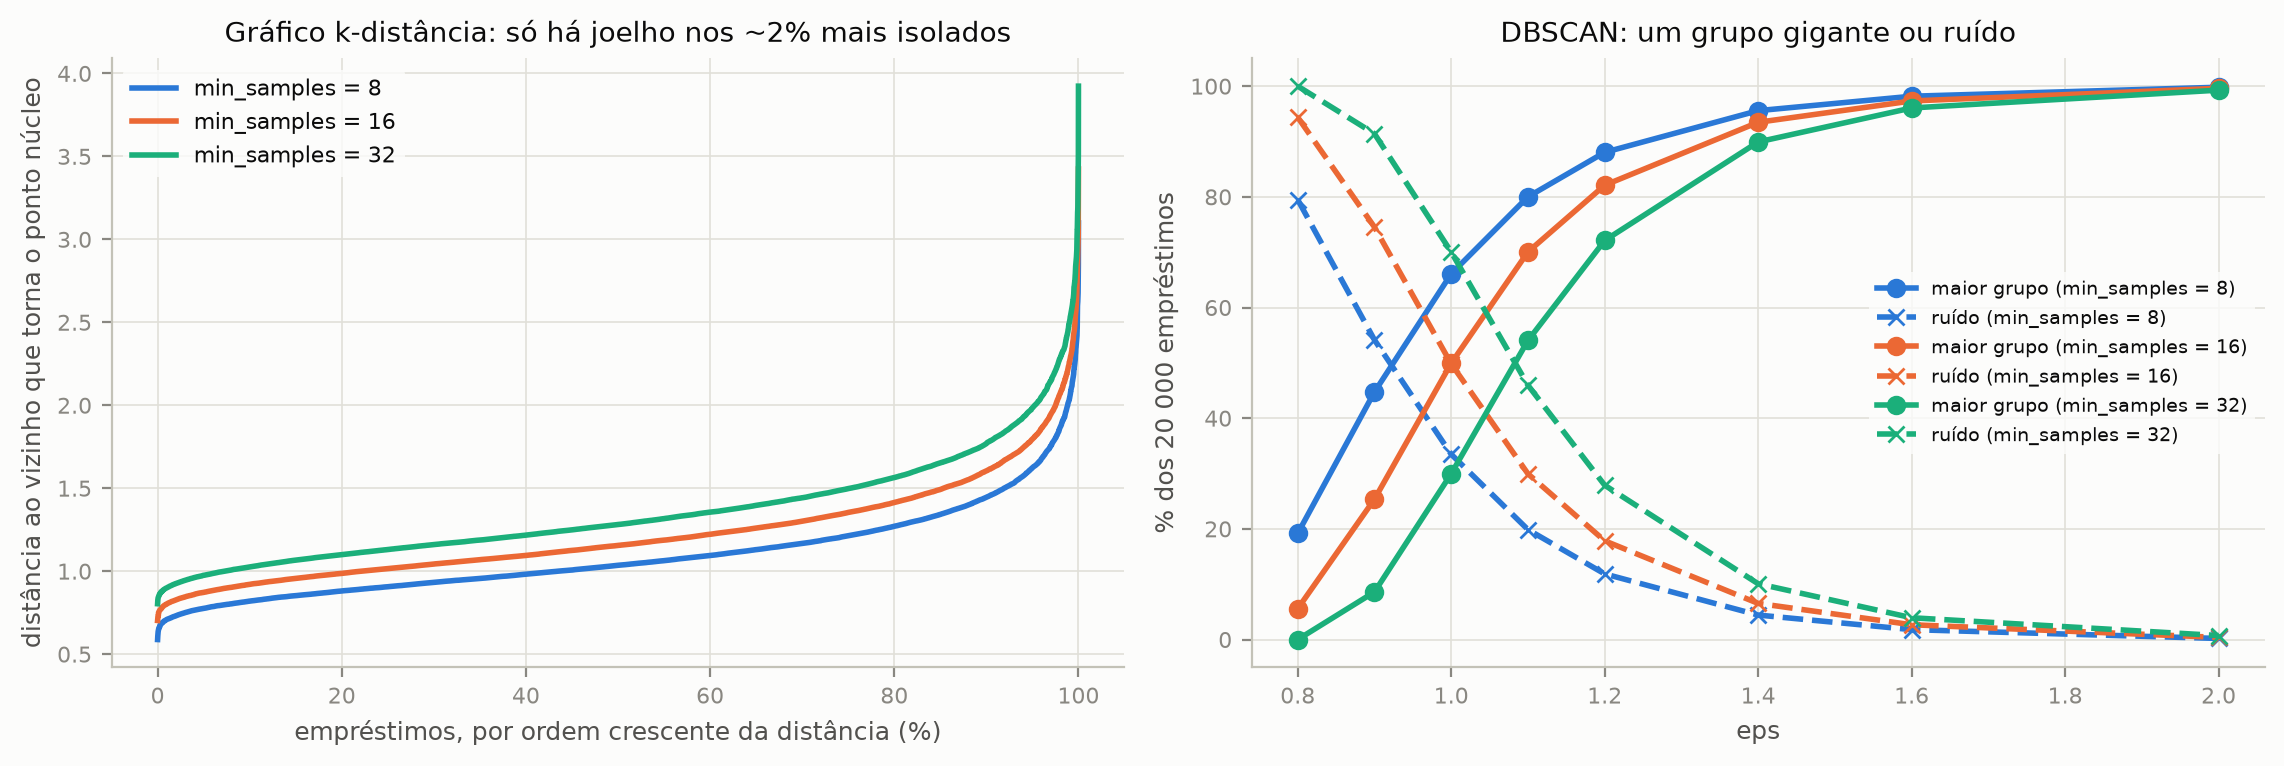 Gráfico k-distância: só há joelho nos ~2% mais isolados
distância ao vizinho que torna o ponto núcleo
4.0
3.5
3.0
2.5
2.0
1.5
1.0
0.5
min_samples = 8
min_samples = 16
min_samples = 32
0 20 40 60 80 100
empréstimos, por ordem crescente da distância (%)
DBSCAN: um grupo gigante ou ruído
% dos 20 000 empréstimos
100
80
60
40
20
0
maior grupo (min_samples = 8)
ruído (min_samples = 8)
maior grupo (min_samples = 16)
ruído (min_samples = 16)
maior grupo (min_samples = 32)
ruído (min_samples = 32)
0.8 1.0 1.2 1.4 1.6 1.8 2.0
eps